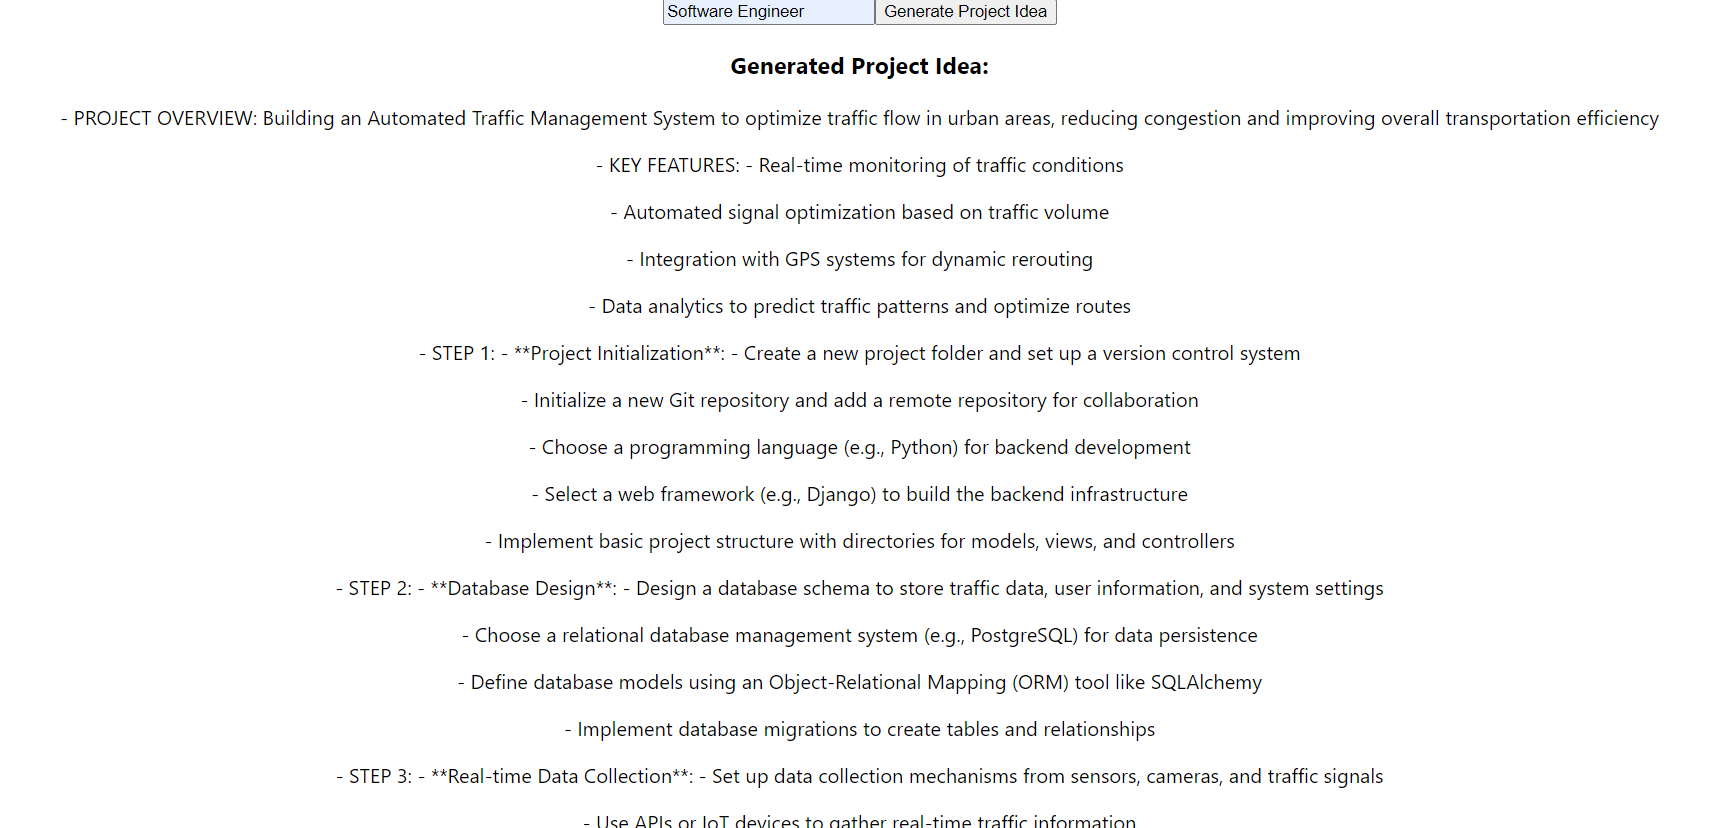 Software Engineer Generate Project Idea
Generated Project Idea:
- PROJECT OVERVIEW: Building an Automated Traffic Management System to optimize traffic flow in urban areas, reducing congestion and improving overall transportation efficiency
- KEY FEATURES: - Real-time monitoring of traffic conditions
- Automated signal optimization based on traffic volume
- Integration with GPS systems for dynamic rerouting
- Data analytics to predict traffic patterns and optimize routes
- STEP 1: - **Project Initialization**: - Create a new project folder and set up a version control system
- Initialize a new Git repository and add a remote repository for collaboration
- Choose a programming language (e.g., Python) for backend development
- Select a web framework (e.g., Django) to build the backend infrastructure
- Implement basic project structure with directories for models, views, and controllers
- STEP 2: - **Database Design**: - Design a database schema to store traffic data, user information, and system settings
- Choose a relational database management system (e.g., PostgreSQL) for data persistence
- Define database models using an Object-Relational Mapping (ORM) tool like SQLAlchemy
- Implement database migrations to create tables and relationships
- STEP 3: - **Real-time Data Collection**: - Set up data collection mechanisms from sensors, cameras, and traffic signals
- Use APIs or IoT devices to gather real-time traffic information